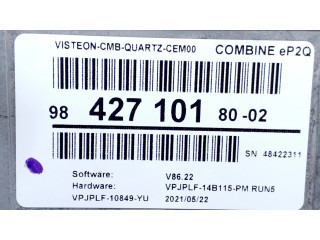 VISTEON-CMB-QUARTZ-CEM00 COMBINE eP2Q
98 427 101 80-02
SN 48422311
Software: V86.22
Hardware: VPJPLF-14B115-PM RUN5
VPJPLF-10849-YU 2021/05/22